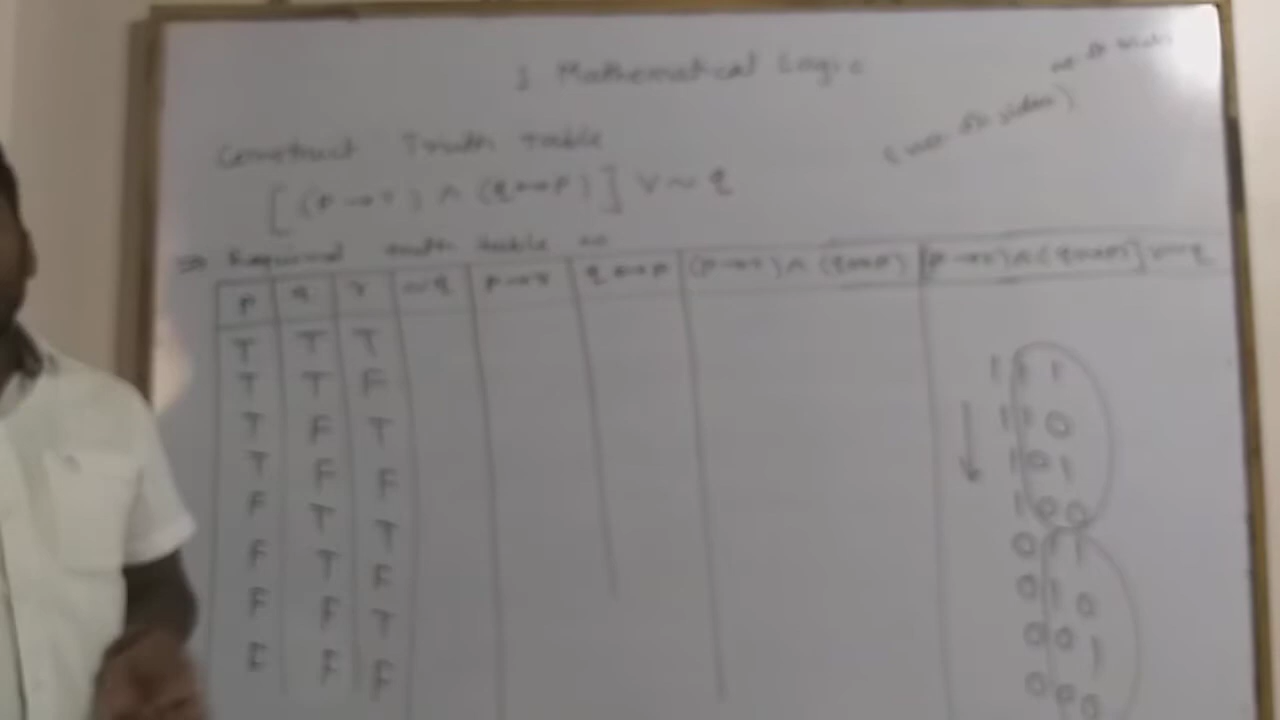 1 Mathematical Logic
Construct Truth Table
[(p→r) ∧ (q↔p)] ∨ ~ q
⇒ Required truth table is
p q r ~q p→r q↔p (p→r) ∧ (q↔p) [p→r) ∧ (q↔p)] ∨ ~q
T T T 1 1 1
T T F 1 1 0
T F T 1 0 1
T F F 1 0 0
F T T 0 1 1
F T F 0 1 0
F F T 0 0 1
F F F 0 0 0